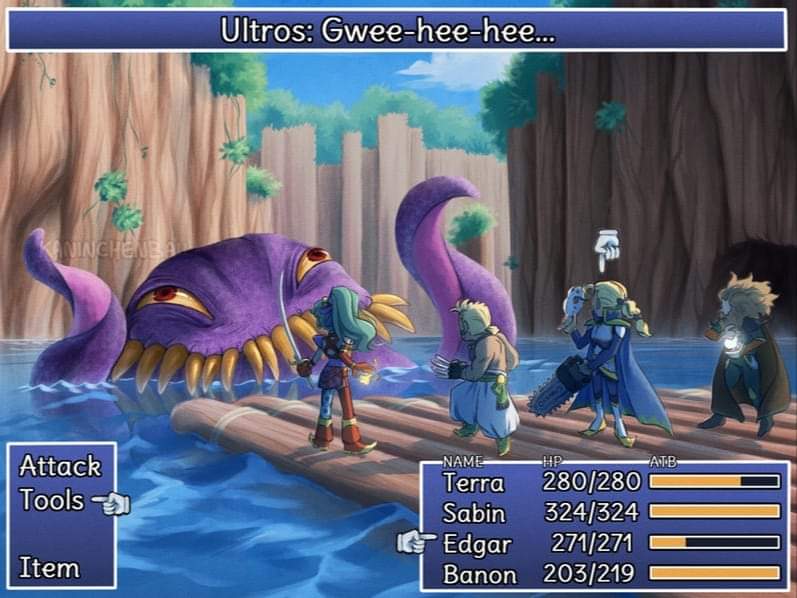 Ultros: Gwee-hee-hee...
KANINCHENBA
Attack
Tools
Item
NAME HP ATB
Terra 280/280
Sabin 324/324
Edgar 271/271
Banon 203/219